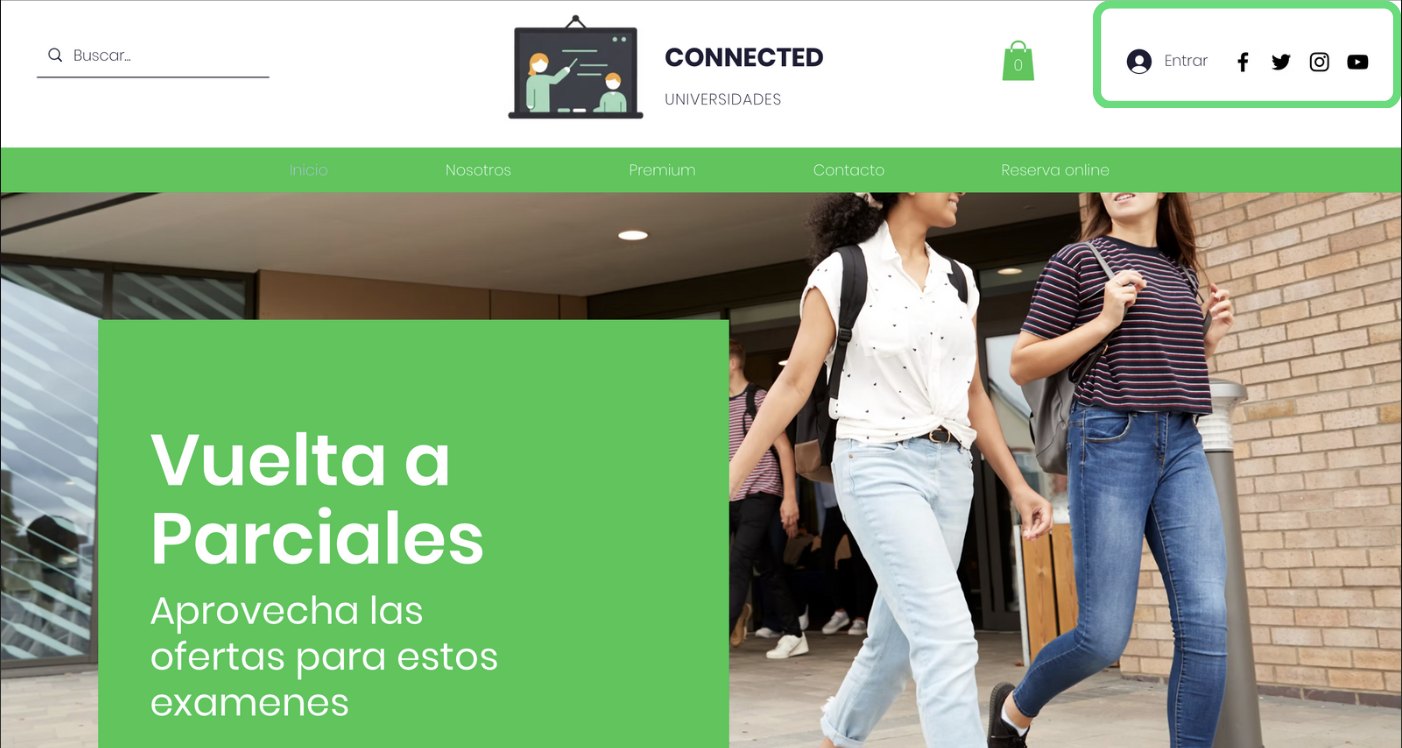 Buscar...
CONNECTED
UNIVERSIDADES
0
Entrar
Inicio
Nosotros
Premium
Contacto
Reserva online
Vuelta a
Parciales
Aprovecha las
ofertas para estos
examenes